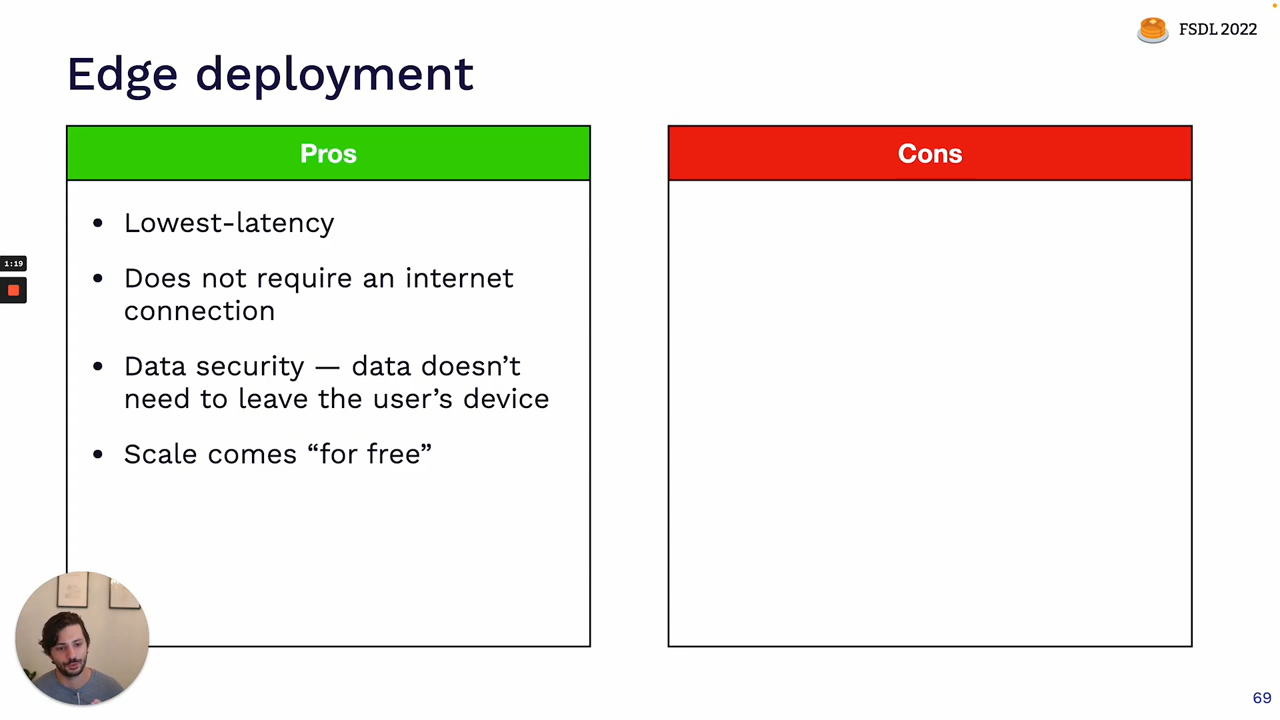 FSDL 2022
Edge deployment
Pros
• Lowest-latency
• Does not require an internet
connection
• Data security — data doesn’t
need to leave the user’s device
• Scale comes “for free”
Cons
1:19
69